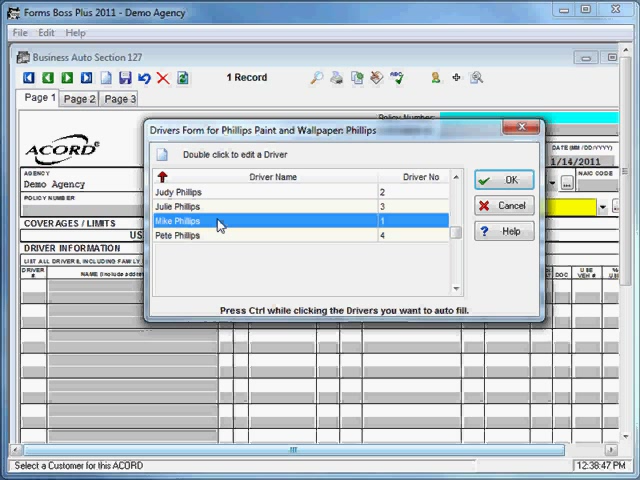 Forms Boss Plus 2011 - Demo Agency
File Edit Help
Business Auto Section 127
1 Record
Page 1 Page 2 Page 3
Policy Number
Drivers Form for Phillips Paint and Wallpaper: Phillips
Double click to edit a Driver
Driver Name Driver No
Judy Phillips 2
Julie Phillips 3
Mike Phillips 1
Pete Phillips 4
OK
Cancel
? Help
Press Ctrl while clicking the Drivers you want to auto fill.
ACORD
DATE (MM/DD/YYYY)
1/14/2011
AGENCY
NAIC CODE
Demo Agency
POLICY NUMBER
COVERAGES / LIMITS
US
DRIVER INFORMATION
LIST ALL DRIVERS, INCLUDING FAMILY
DRIVER # NAME (Include address DOC USE VEH # % U
Select a Customer for this ACORD
12:38:47 PM